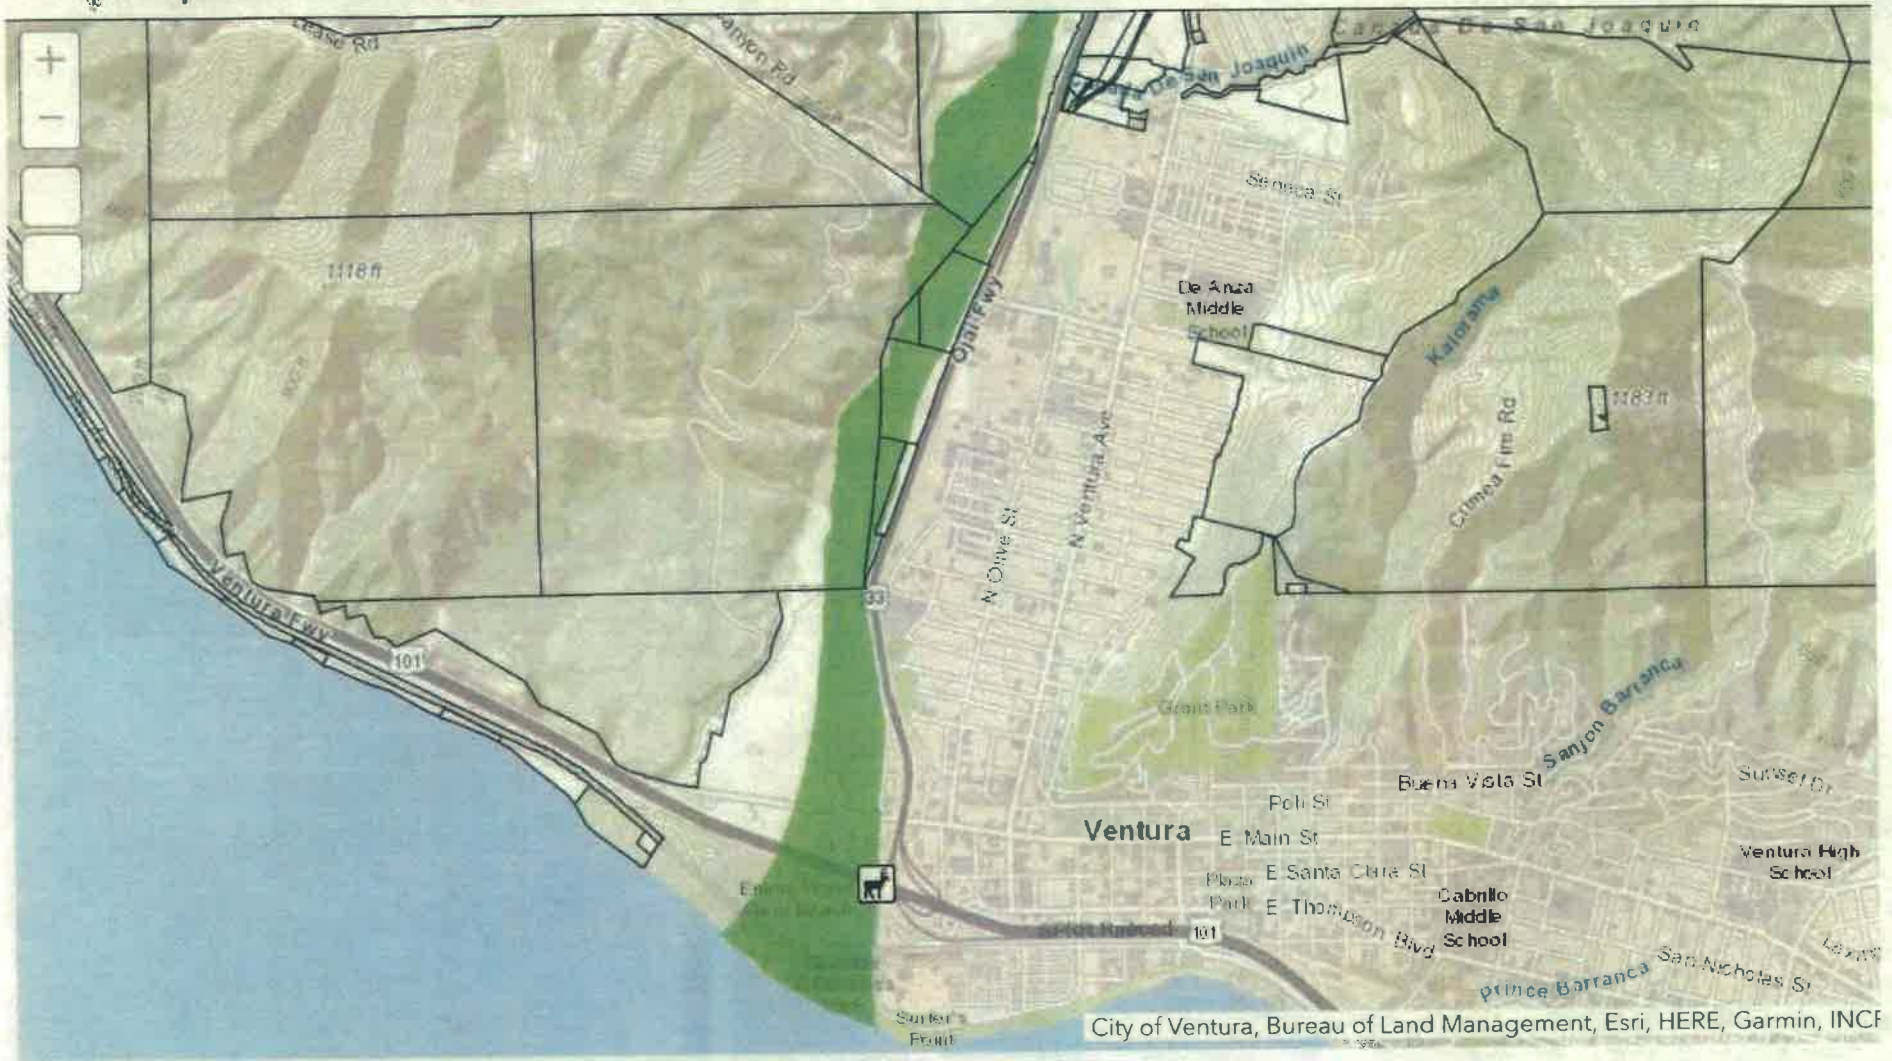 Canada De San Joaquin
Lease Rd
Canyon Rd
De San Joaquin
Seneca St
1118 ft
De Anza
Middle
School
Ojai Fwy
Kalorama
1183 ft
Crimea Fire Rd
N Ventura Ave
N Olive St
Ventura Fwy
33
101
Grant Park
Sanjon Barranca
Buena Vista St
Sunset Dr
Poli St
Ventura
E Main St
Ventura High
School
E Santa Clara St
Plaza
Park
E Thompson Blvd
Cabrillo
Middle
School
Railroad
101
San Nicholas St
Prince Barranca
Surfer's
Point
City of Ventura, Bureau of Land Management, Esri, HERE, Garmin, INCR